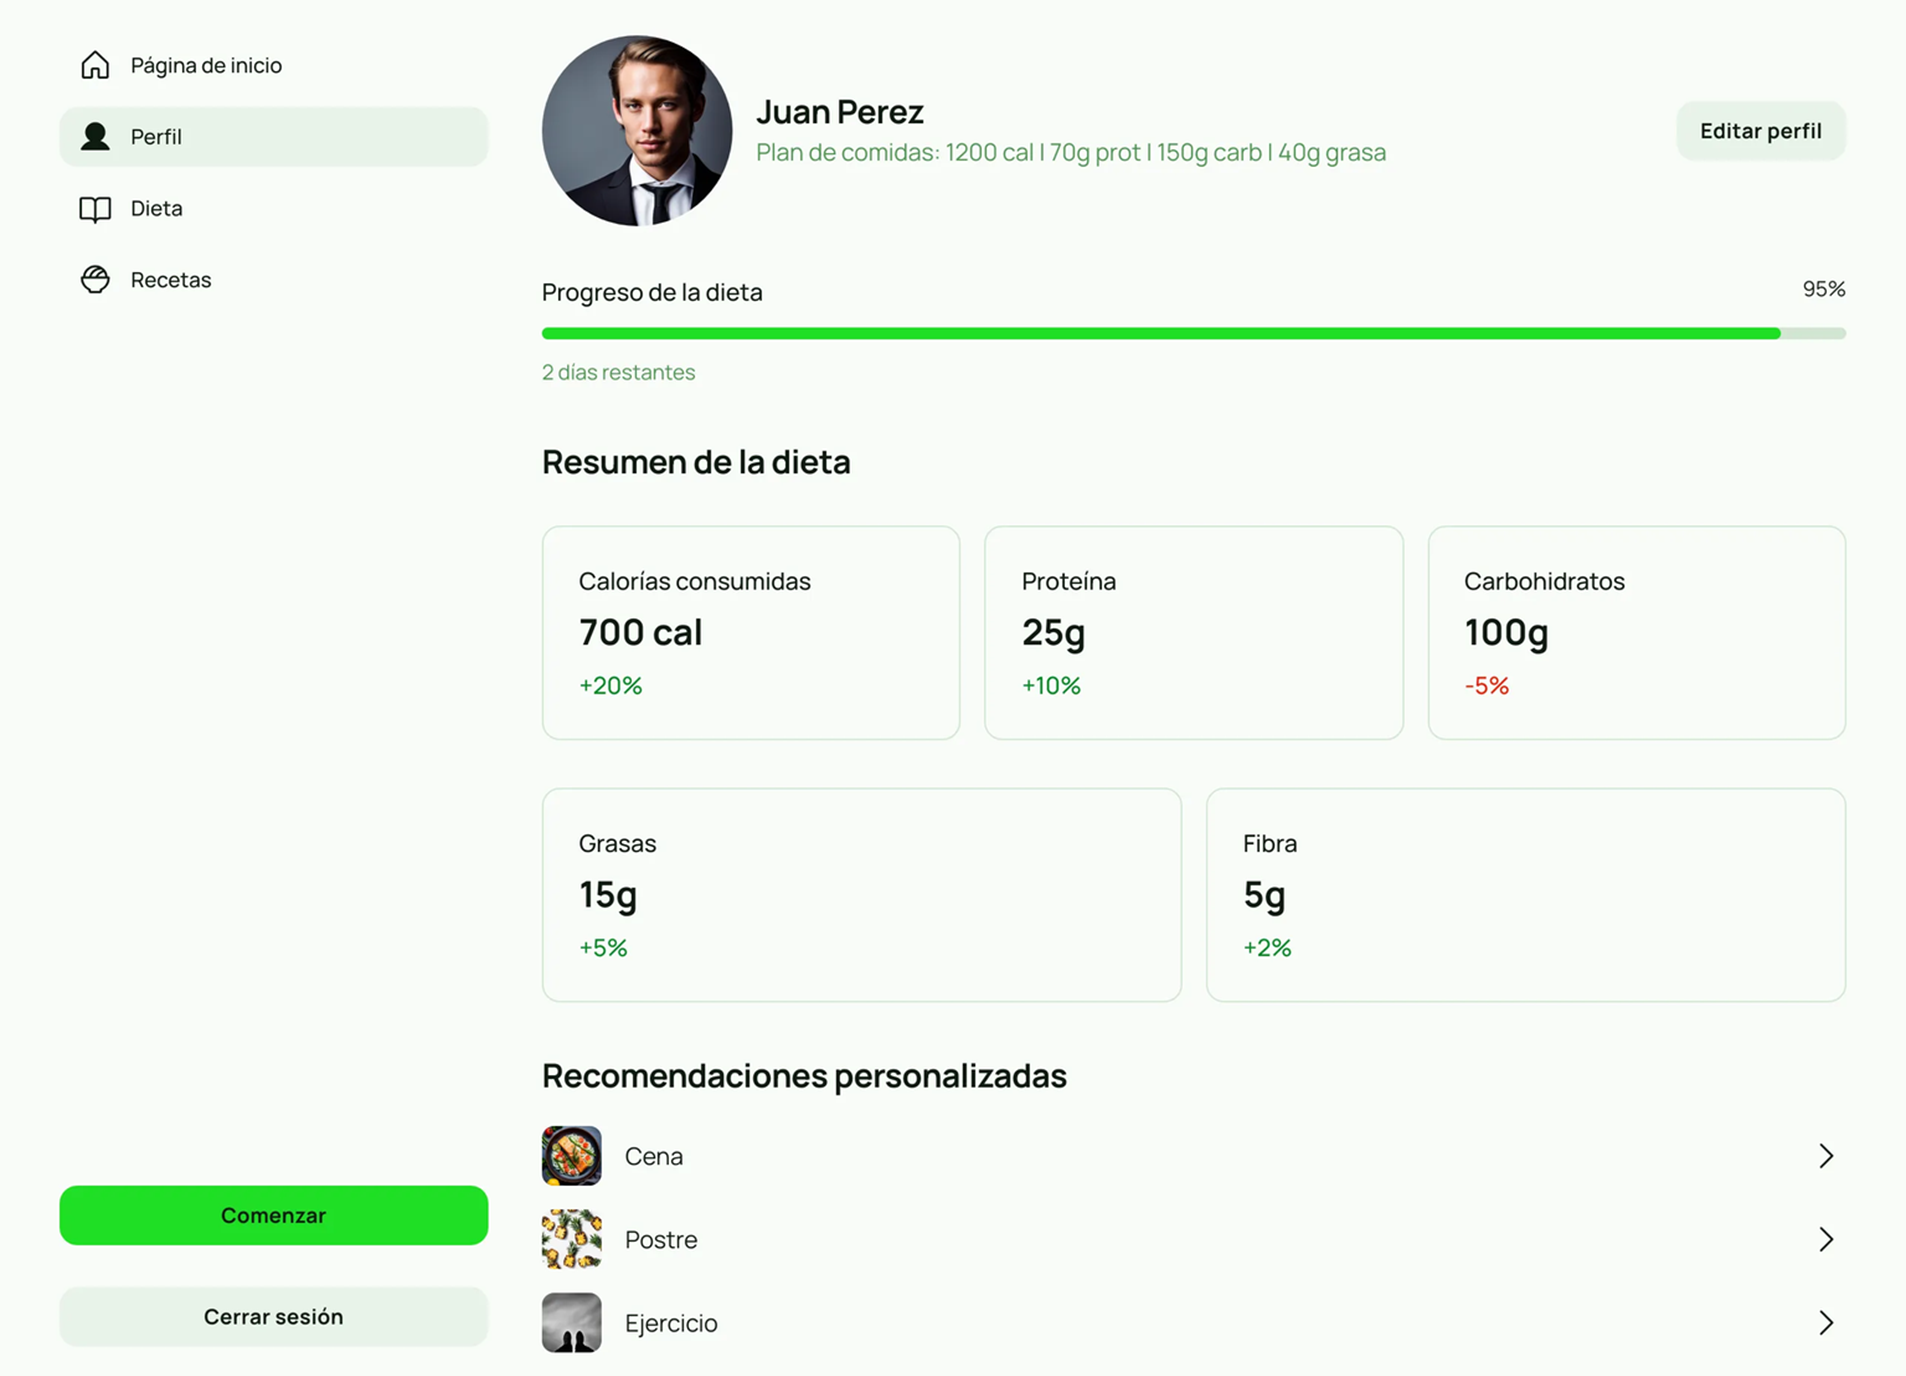 Página de inicio
Perfil
Dieta
Recetas
Comenzar
Cerrar sesión
Juan Perez
Plan de comidas: 1200 cal | 70g prot | 150g carb | 40g grasa
Editar perfil
Progreso de la dieta
95%
2 días restantes
Resumen de la dieta
Calorías consumidas
700 cal
+20%
Proteína
25g
+10%
Carbohidratos
100g
-5%
Grasas
15g
+5%
Fibra
5g
+2%
Recomendaciones personalizadas
Cena
Postre
Ejercicio